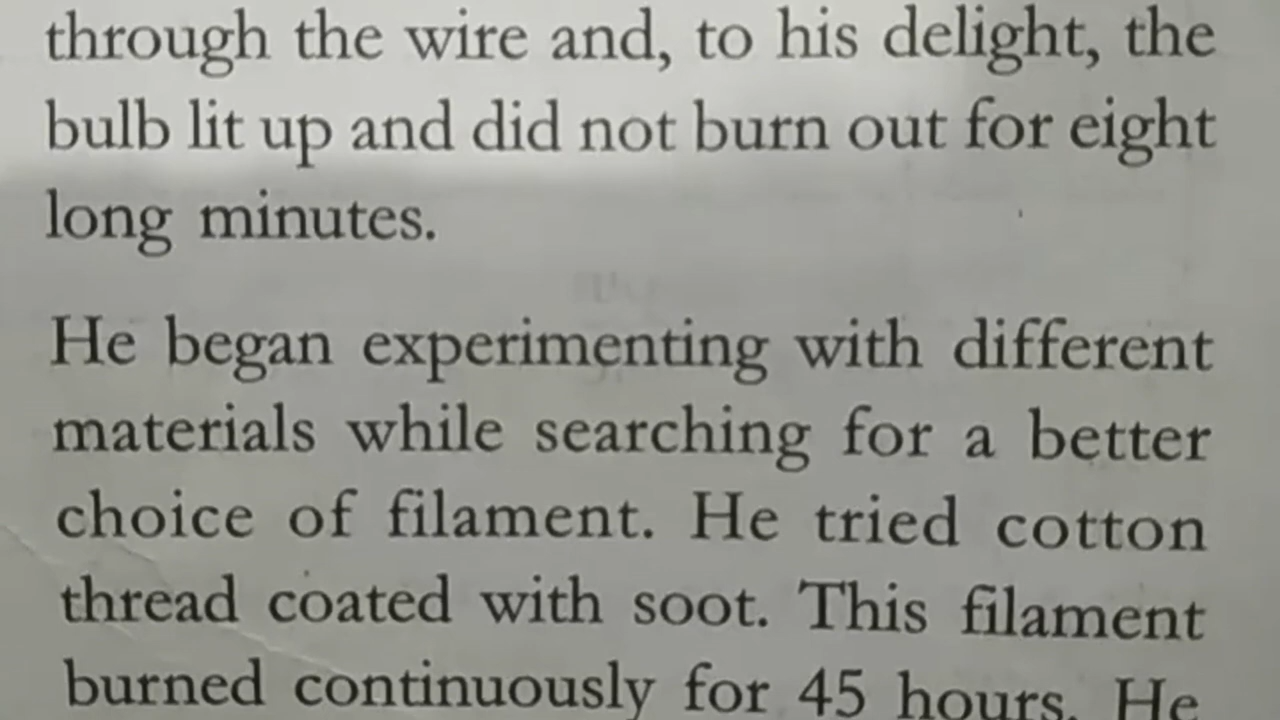 through the wire and, to his delight, the
bulb lit up and did not burn out for eight
long minutes.
He began experimenting with different
materials while searching for a better
choice of filament. He tried cotton
thread coated with soot. This filament
burned continuously for 45 hours. He